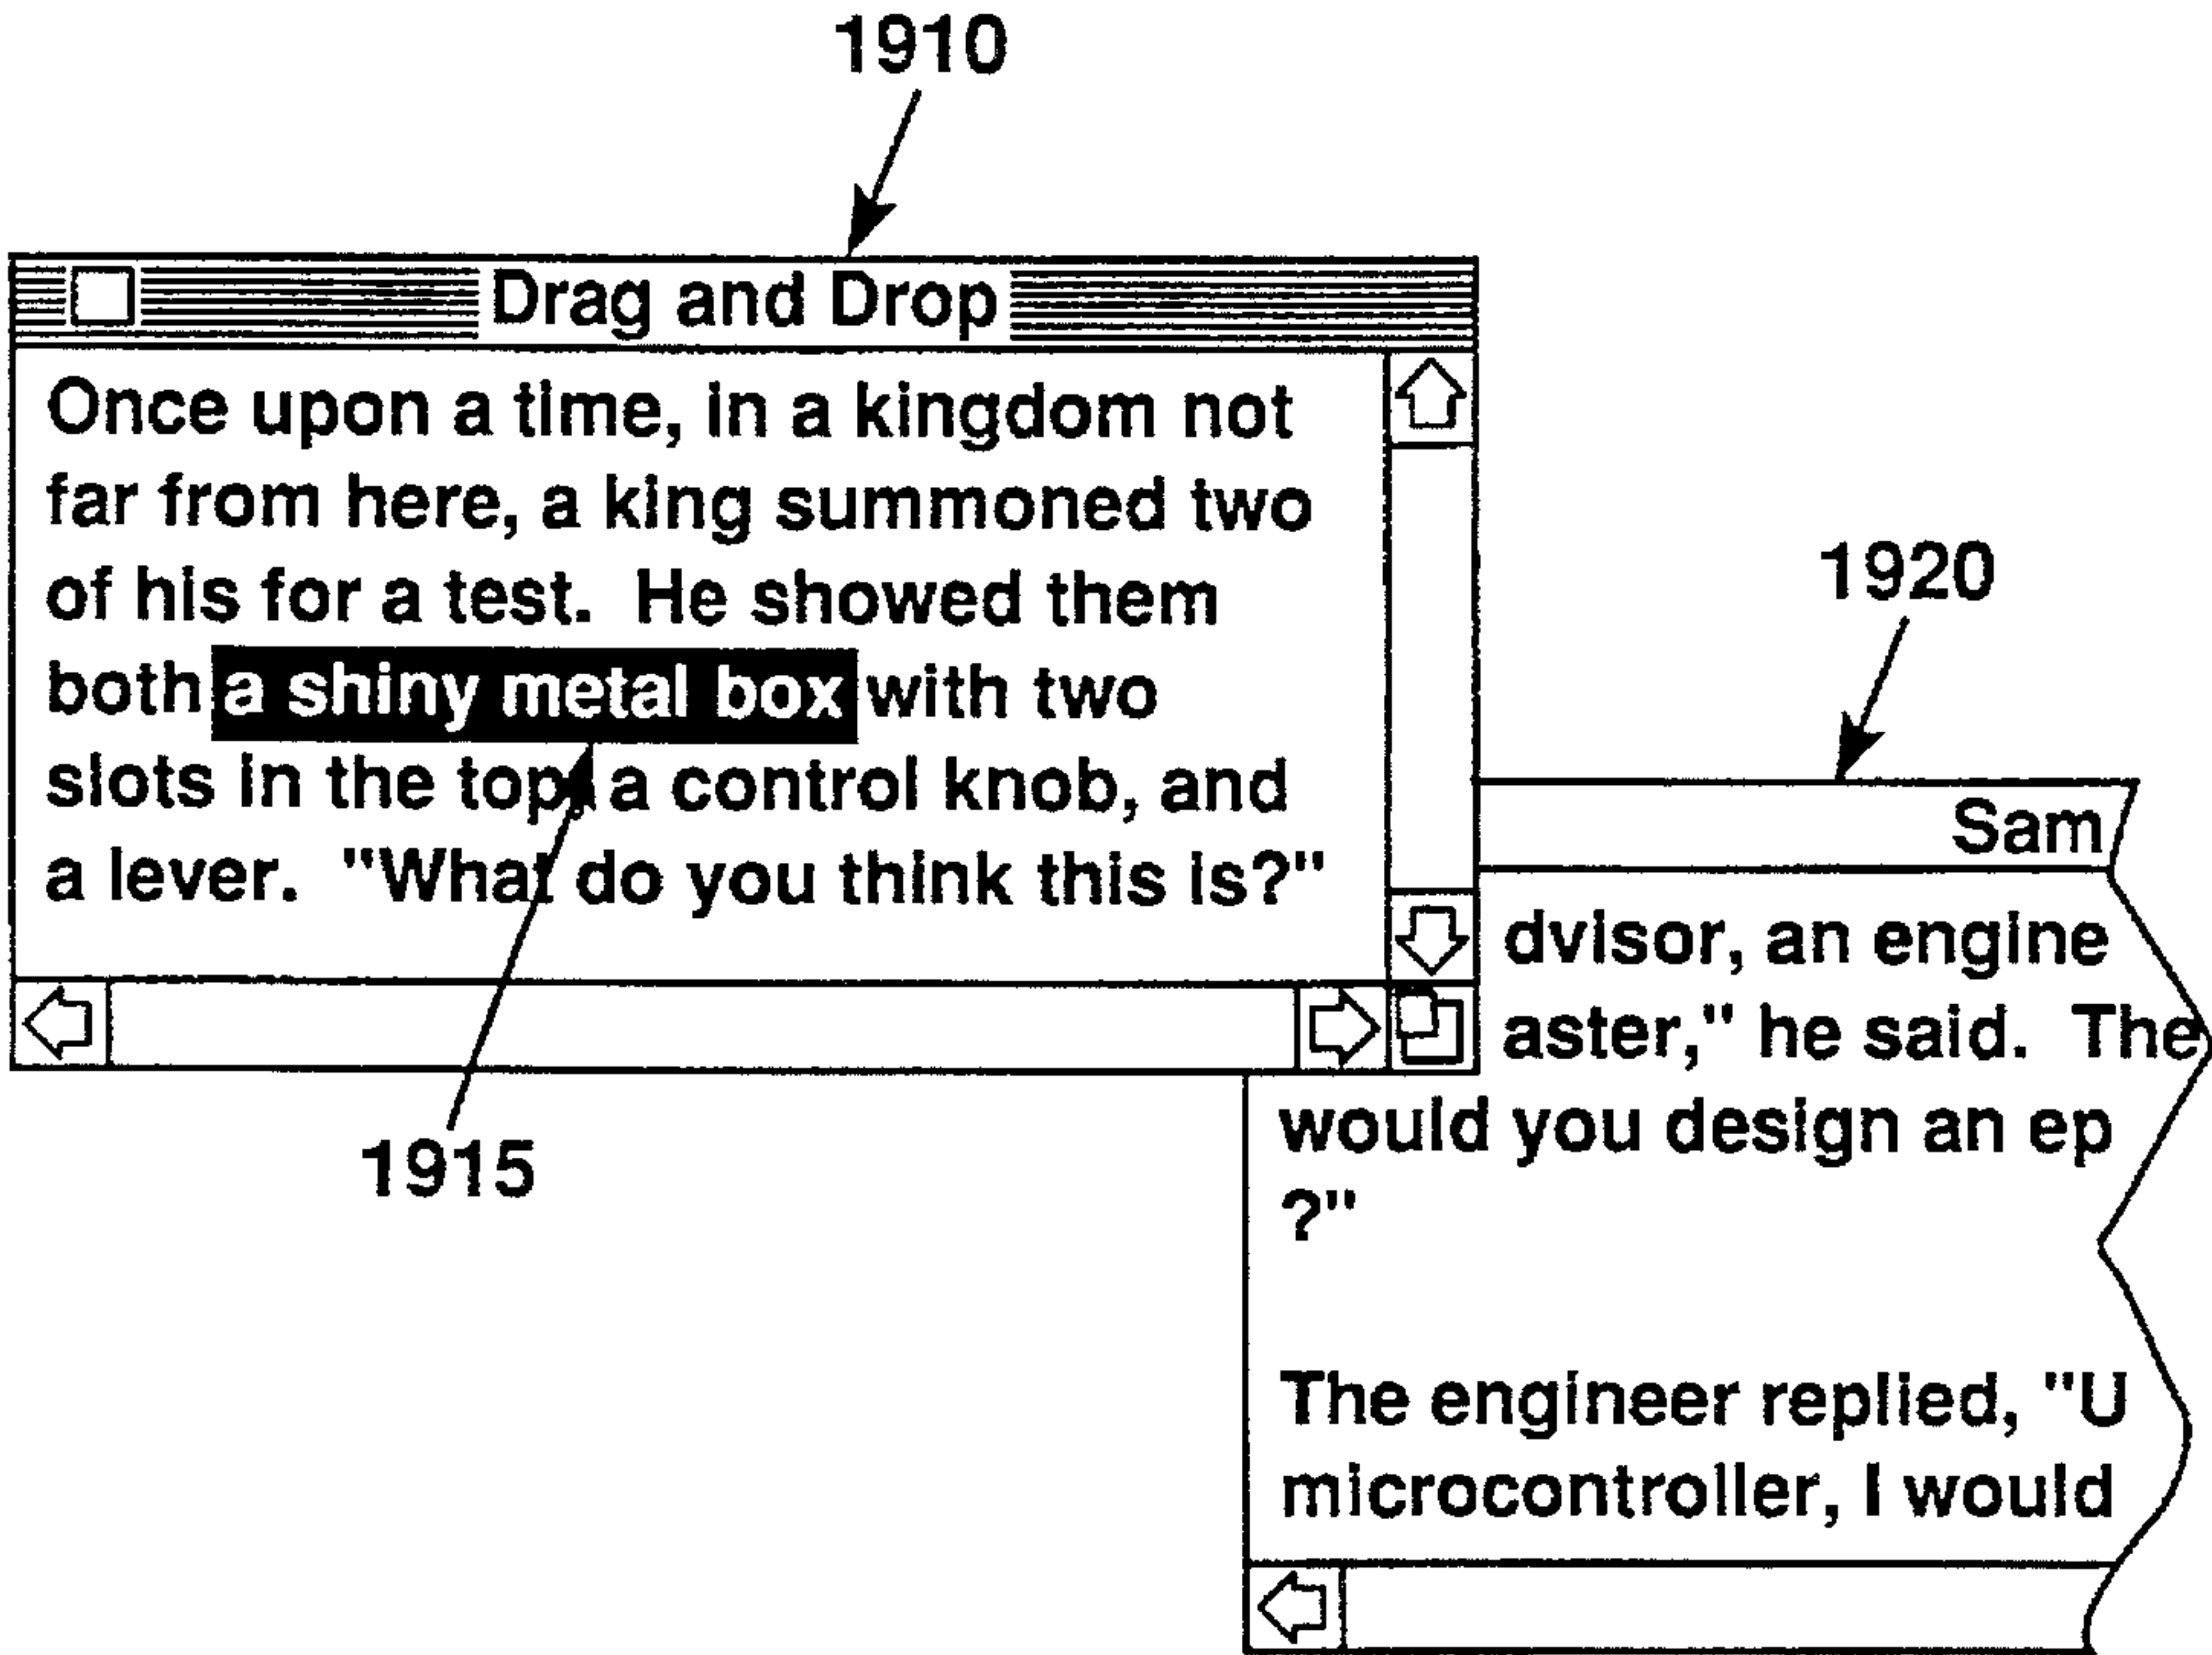 1910
Drag and Drop
Once upon a time, in a kingdom not
far from here, a king summoned two
of his for a test. He showed them
both a shiny metal box with two
slots in the top, a control knob, and
a lever. "What do you think this is?"
1915
1920
Sam
dvisor, an engine
aster," he said. The
would you design an ep
?"
The engineer replied, "U
microcontroller, I would